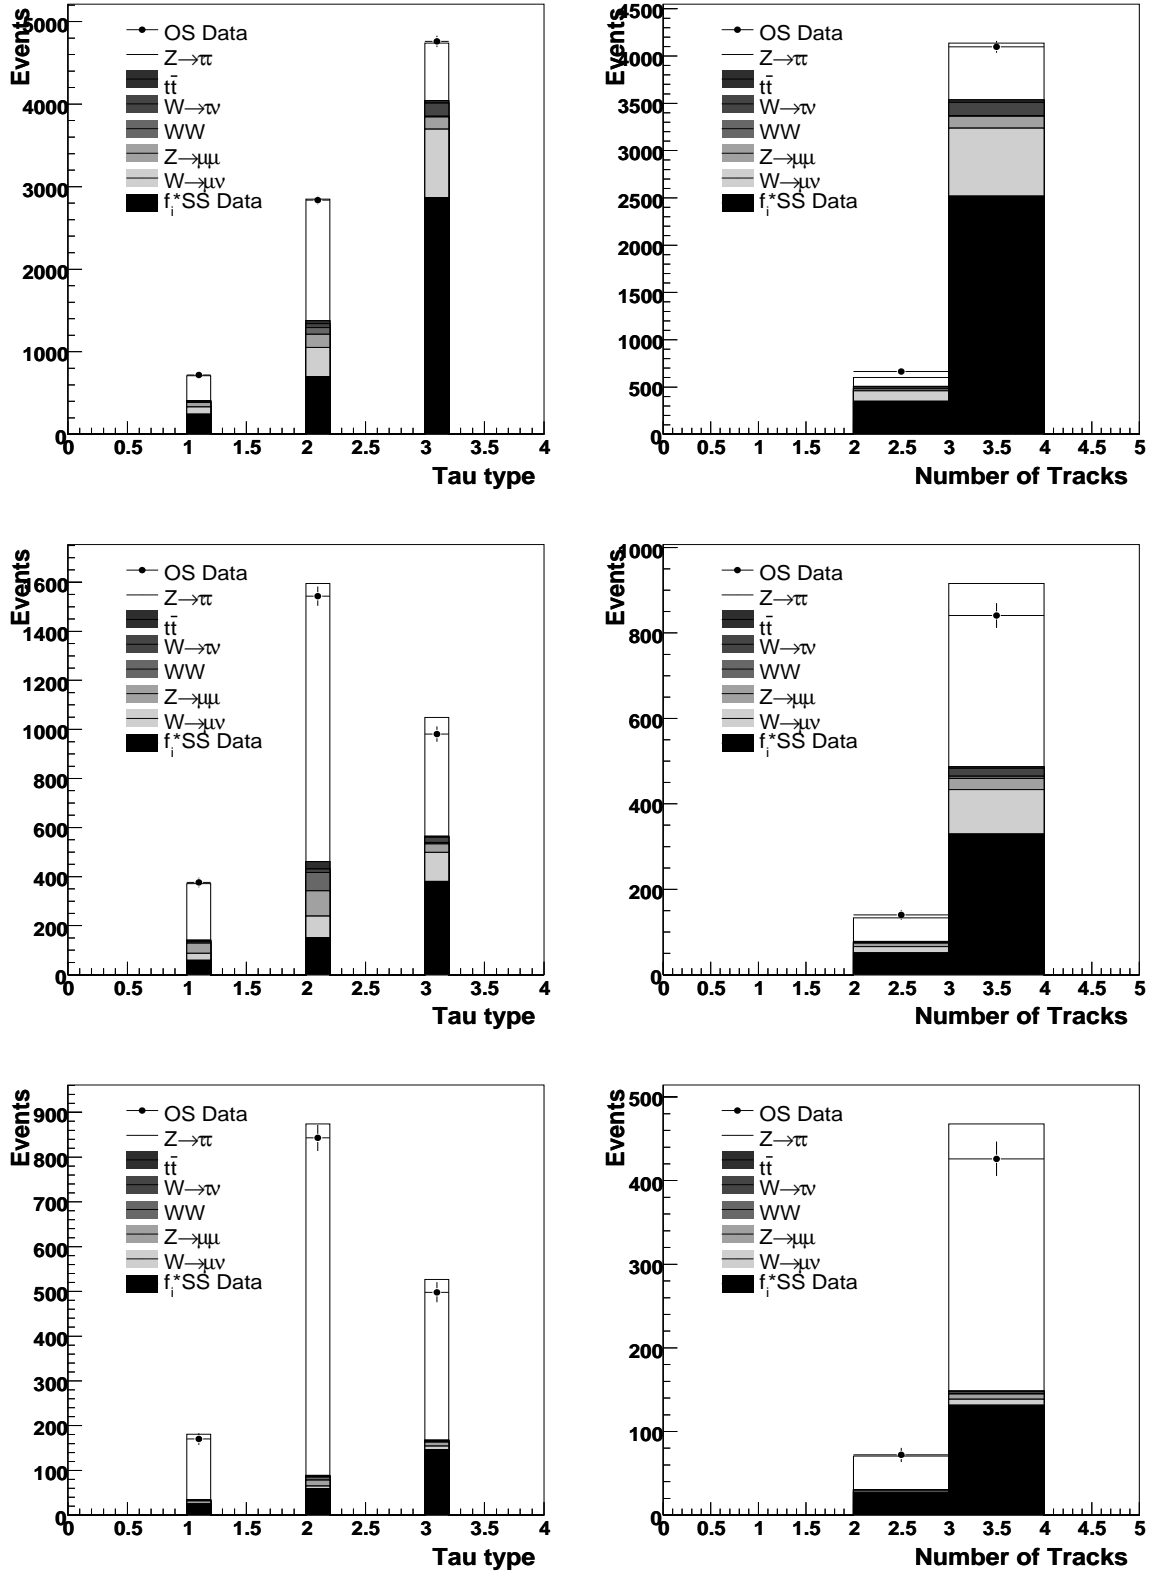 Events
5000
4000
3000
2000
1000
0
OS Data
Z→ττ
tt̄
W→τν
WW
Z→μμ
W→μν
f_i*SS Data
0 0.5 1 1.5 2 2.5 3 3.5 4
Tau type
Events
4500
4000
3500
3000
2500
2000
1500
1000
500
0
OS Data
Z→ττ
tt̄
W→τν
WW
Z→μμ
W→μν
f_i*SS Data
0 0.5 1 1.5 2 2.5 3 3.5 4 4.5 5
Number of Tracks
Events
1600
1400
1200
1000
800
600
400
200
0
OS Data
Z→ττ
tt̄
W→τν
WW
Z→μμ
W→μν
f_i*SS Data
0 0.5 1 1.5 2 2.5 3 3.5 4
Tau type
Events
1000
800
600
400
200
0
OS Data
Z→ττ
tt̄
W→τν
WW
Z→μμ
W→μν
f_i*SS Data
0 0.5 1 1.5 2 2.5 3 3.5 4 4.5 5
Number of Tracks
Events
900
800
700
600
500
400
300
200
100
0
OS Data
Z→ττ
tt̄
W→τν
WW
Z→μμ
W→μν
f_i*SS Data
0 0.5 1 1.5 2 2.5 3 3.5 4
Tau type
Events
500
400
300
200
100
0
OS Data
Z→ττ
tt̄
W→τν
WW
Z→μμ
W→μν
f_i*SS Data
0 0.5 1 1.5 2 2.5 3 3.5 4 4.5 5
Number of Tracks